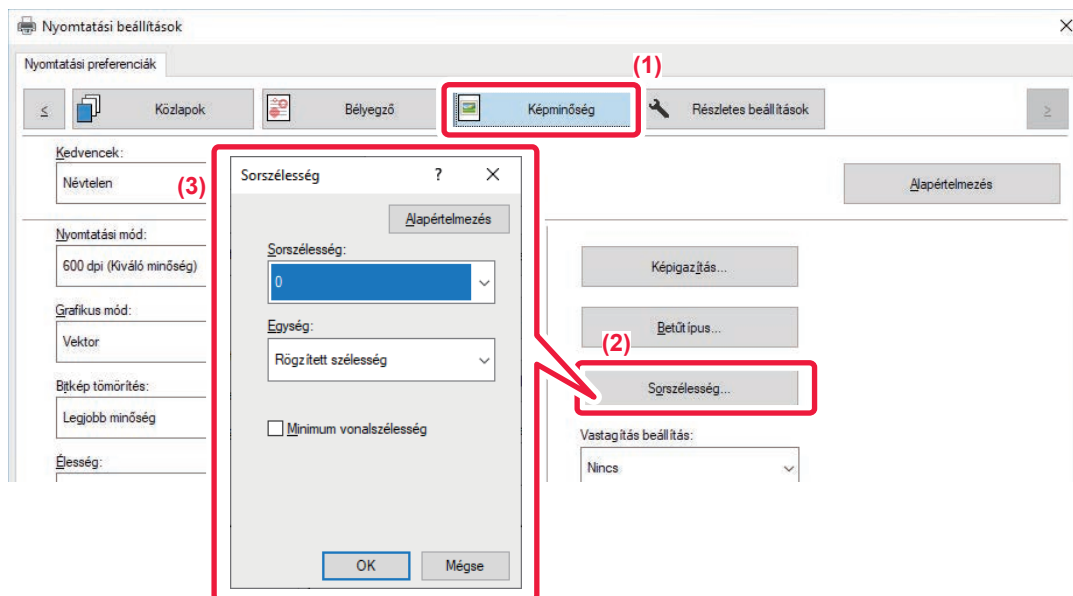 Nyomtatási beállítások
Nyomtatási preferenciák
(1)
< Közlapok Bélyegző Képminőség Részletes beállítások >
Kedvencek:
Névtelen
Alapértelmezés
(3)
Sorszélesség ? ×
Alapértelmezés
Sorszélesség:
0
Egység:
Rögzített szélesség
Minimum vonalszélesség
OK Mégse
Nyomtatási mód:
600 dpi (Kiváló minőség)
Grafikus mód:
Vektor
Bitkép tömörítés:
Legjobb minőség
Élesség:
Képigazítás...
Betűtípus...
(2)
Sorszélesség...
Vastagítás beállítás:
Nincs